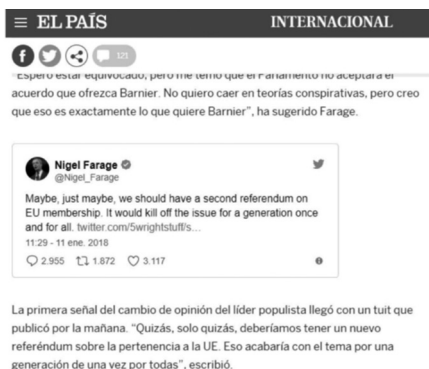 EL PAÍS INTERNACIONAL
121
"Espero estar equivocado, pero me temo que el Parlamento no aceptará el
acuerdo que ofrezca Barnier. No quiero caer en teorías conspirativas, pero creo
que eso es exactamente lo que quiere Barnier", ha sugerido Farage.
Nigel Farage
@Nigel_Farage
Maybe, just maybe, we should have a second referendum on
EU membership. It would kill off the issue for a generation once
and for all. twitter.com/5wrightstuff/s...
11:29 - 11 ene. 2018
2.955 1.872 3.117
La primera señal del cambio de opinión del líder populista llegó con un tuit que
publicó por la mañana. "Quizás, solo quizás, deberíamos tener un nuevo
referéndum sobre la pertenencia a la UE. Eso acabaría con el tema por una
generación de una vez por todas", escribió.